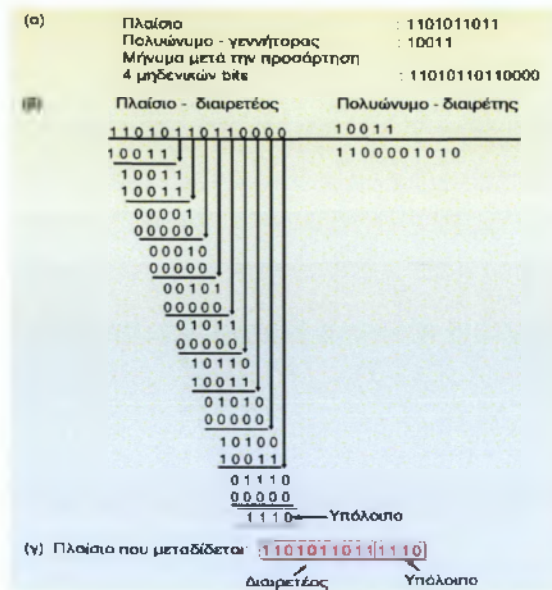 (α) Πλαίσιο : 1101011011
Πολυώνυμο - γεννήτορας : 10011
Μήνυμα μετά την προσάρτηση
4 μηδενικών bits : 11010110110000
(β) Πλαίσιο - διαιρετέος Πολυώνυμο - διαιρέτης
11010110110000 10011
10011 1100001010
10011
10011
00001
00000
00010
00000
00101
00000
01011
00000
10110
10011
01010
00000
10100
10011
01110
00000
1110 Υπόλοιπο
(γ) Πλαίσιο που μεταδίδεται 1101011011 1110
Διαιρετέος Υπόλοιπο